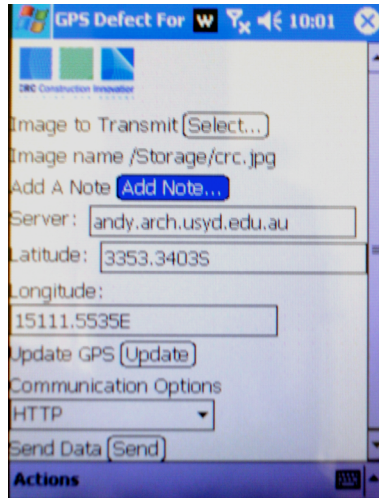 GPS Defect For W 10:01
CRC Construction Innovation
Image to Transmit Select...
Image name /Storage/crc.jpg
Add A Note Add Note...
Server: andy.arch.usyd.edu.au
Latitude: 3353.3403S
Longitude:
15111.5535E
Update GPS Update
Communication Options
HTTP
Send Data Send
Actions